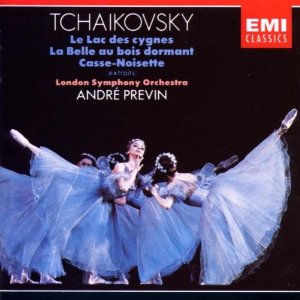 TCHAIKOVSKY
EMI
CLASSICS
Le Lac des cygnes
La Belle au bois dormant
Casse-Noisette
(extraits)
London Symphony Orchestra
ANDRÉ PREVIN